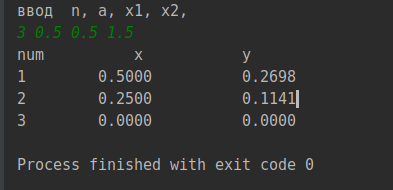 ввод  n, a, x1, x2,
3 0.5 0.5 1.5
num             x           y
1        0.5000          0.2698
2        0.2500          0.1141
3        0.0000          0.0000
Process finished with exit code 0